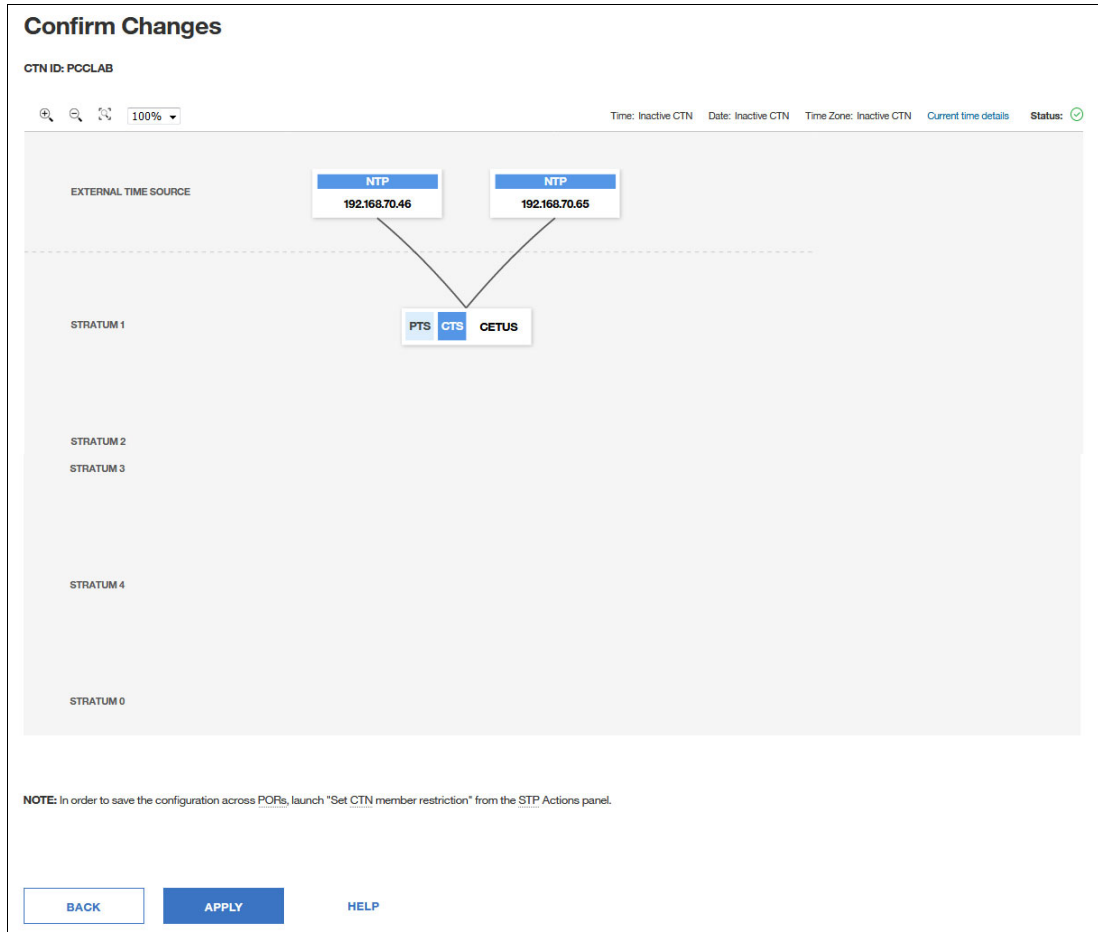 Confirm Changes
CTN ID: PCCLAB
100%
Time: Inactive CTN Date: Inactive CTN Time Zone: Inactive CTN Current time details Status:
EXTERNAL TIME SOURCE
NTP NTP
192.168.70.46 192.168.70.65
STRATUM 1
PTS CTS CETUS
STRATUM 2
STRATUM 3
STRATUM 4
STRATUM 0
NOTE: In order to save the configuration across PORs, launch "Set CTN member restriction" from the STP Actions panel.
BACK APPLY HELP